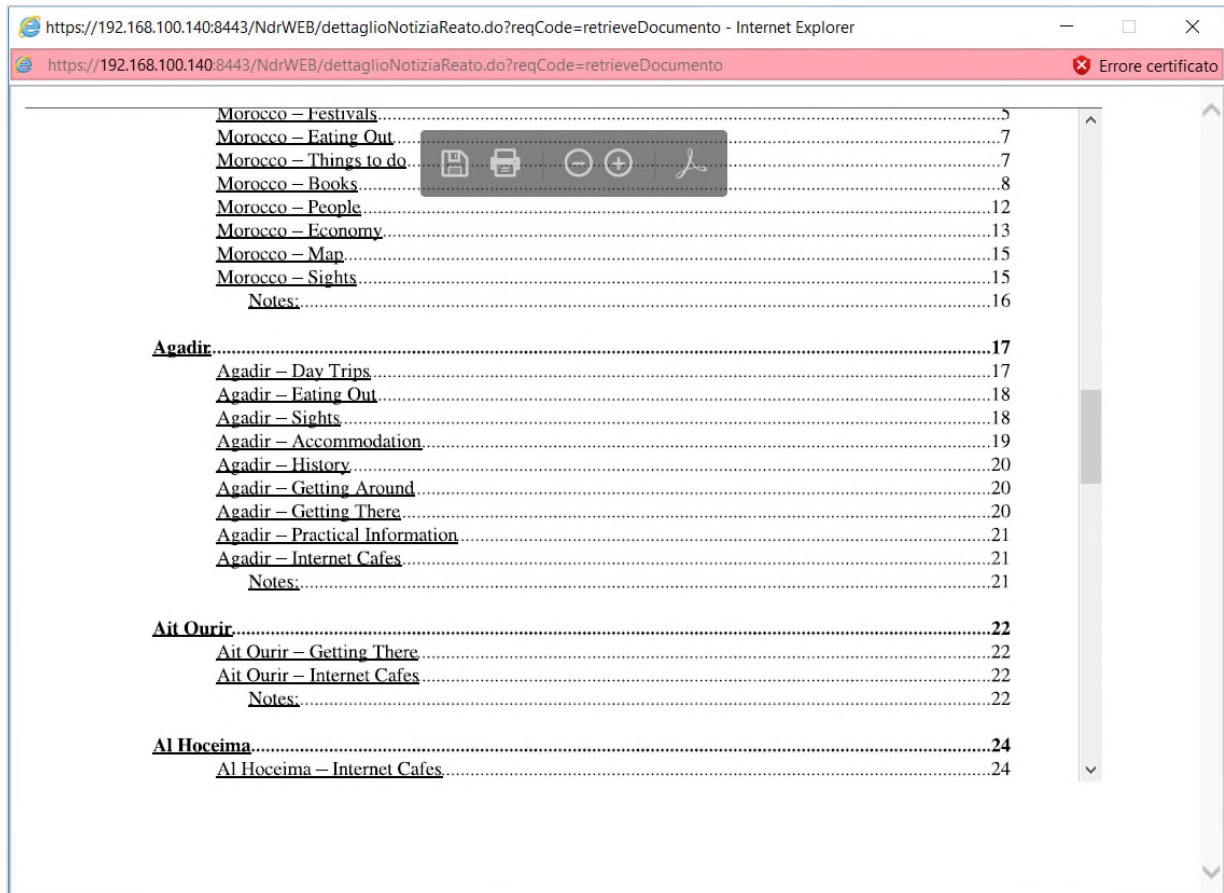 https://192.168.100.140:8443/NdrWEB/dettaglioNotiziaReato.do?reqCode=retrieveDocumento - Internet Explorer
https://192.168.100.140:8443/NdrWEB/dettaglioNotiziaReato.do?reqCode=retrieveDocumento Errore certificato
Morocco – Festivals....5
Morocco – Eating Out....7
Morocco – Things to do....7
Morocco – Books....8
Morocco – People....12
Morocco – Economy....13
Morocco – Map....15
Morocco – Sights....15
Notes:....16
Agadir....17
Agadir – Day Trips....17
Agadir – Eating Out....18
Agadir – Sights....18
Agadir – Accommodation....19
Agadir – History....20
Agadir – Getting Around....20
Agadir – Getting There....20
Agadir – Practical Information....21
Agadir – Internet Cafes....21
Notes:....21
Ait Ourir....22
Ait Ourir – Getting There....22
Ait Ourir – Internet Cafes....22
Notes:....22
Al Hoceima....24
Al Hoceima – Internet Cafes....24